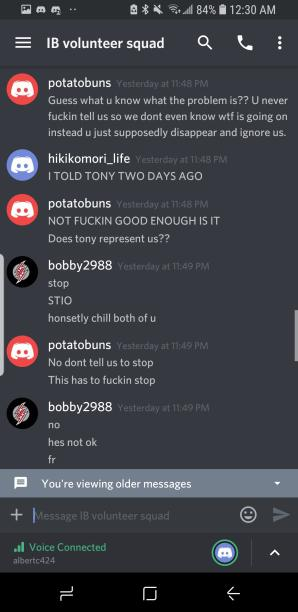 84% 12:30 AM
IB volunteer squad
potatobuns Yesterday at 11:48 PM
Guess what u know what the problem is?? U never
fuckin tell us so we dont even know wtf is going on
instead u just supposedly disappear and ignore us.
hikikomori_life Yesterday at 11:48 PM
I TOLD TONY TWO DAYS AGO
potatobuns Yesterday at 11:48 PM
NOT FUCKIN GOOD ENOUGH IS IT
Does tony represent us??
bobby2988 Yesterday at 11:49 PM
stop
STIO
honsetly chill both of u
potatobuns Yesterday at 11:49 PM
No dont tell us to stop
This has to fuckin stop
bobby2988 Yesterday at 11:49 PM
no
hes not ok
fr
You're viewing older messages
Message IB volunteer squad
Voice Connected
albertc424